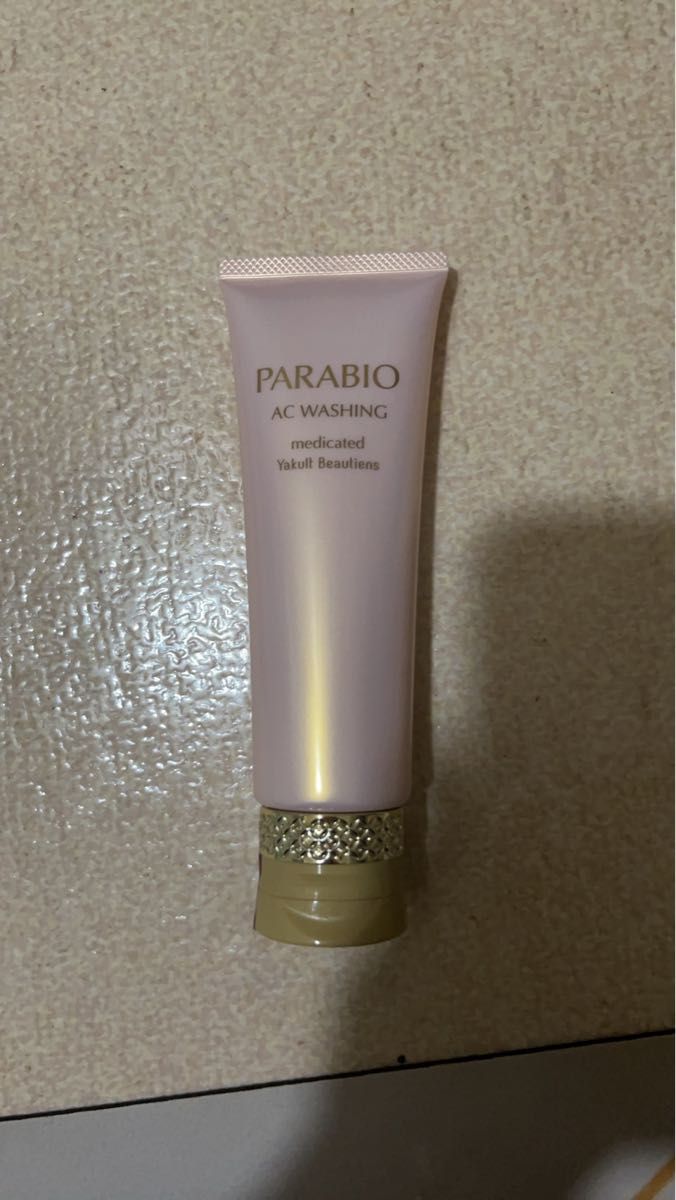 PARABIO
AC WASHING
medicated
Yakult Beautiens